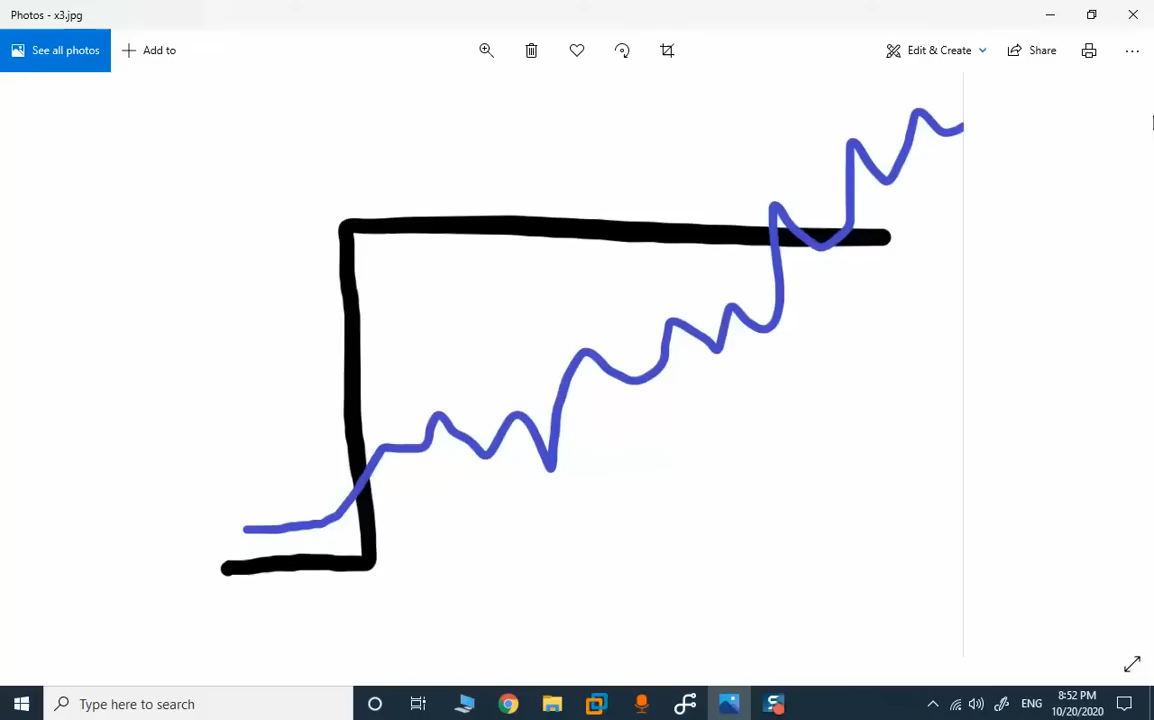 Photos - x3.jpg
See all photos
Add to
Edit & Create
Share
Type here to search
ENG
8:52 PM
10/20/2020